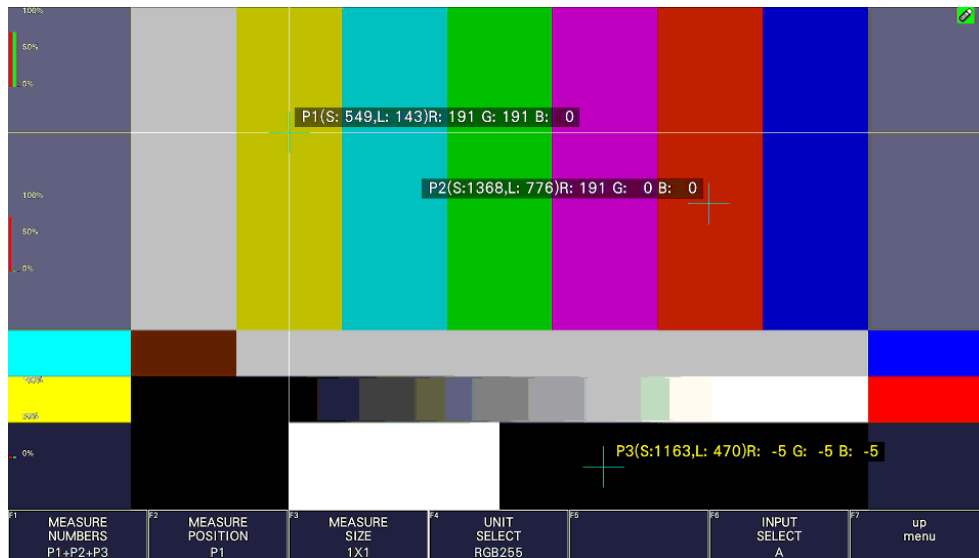 100%
50%
0%
P1(S: 549,L: 143)R: 191 G: 191 B: 0
P2(S:1368,L: 776)R: 191 G: 0 B: 0
100%
50%
0%
100%
50%
0%
P3(S:1163,L: 470)R: -5 G: -5 B: -5
F1 MEASURE NUMBERS P1+P2+P3
F2 MEASURE POSITION P1
F3 MEASURE SIZE 1X1
F4 UNIT SELECT RGB255
F5
F6 INPUT SELECT A
F7 up menu